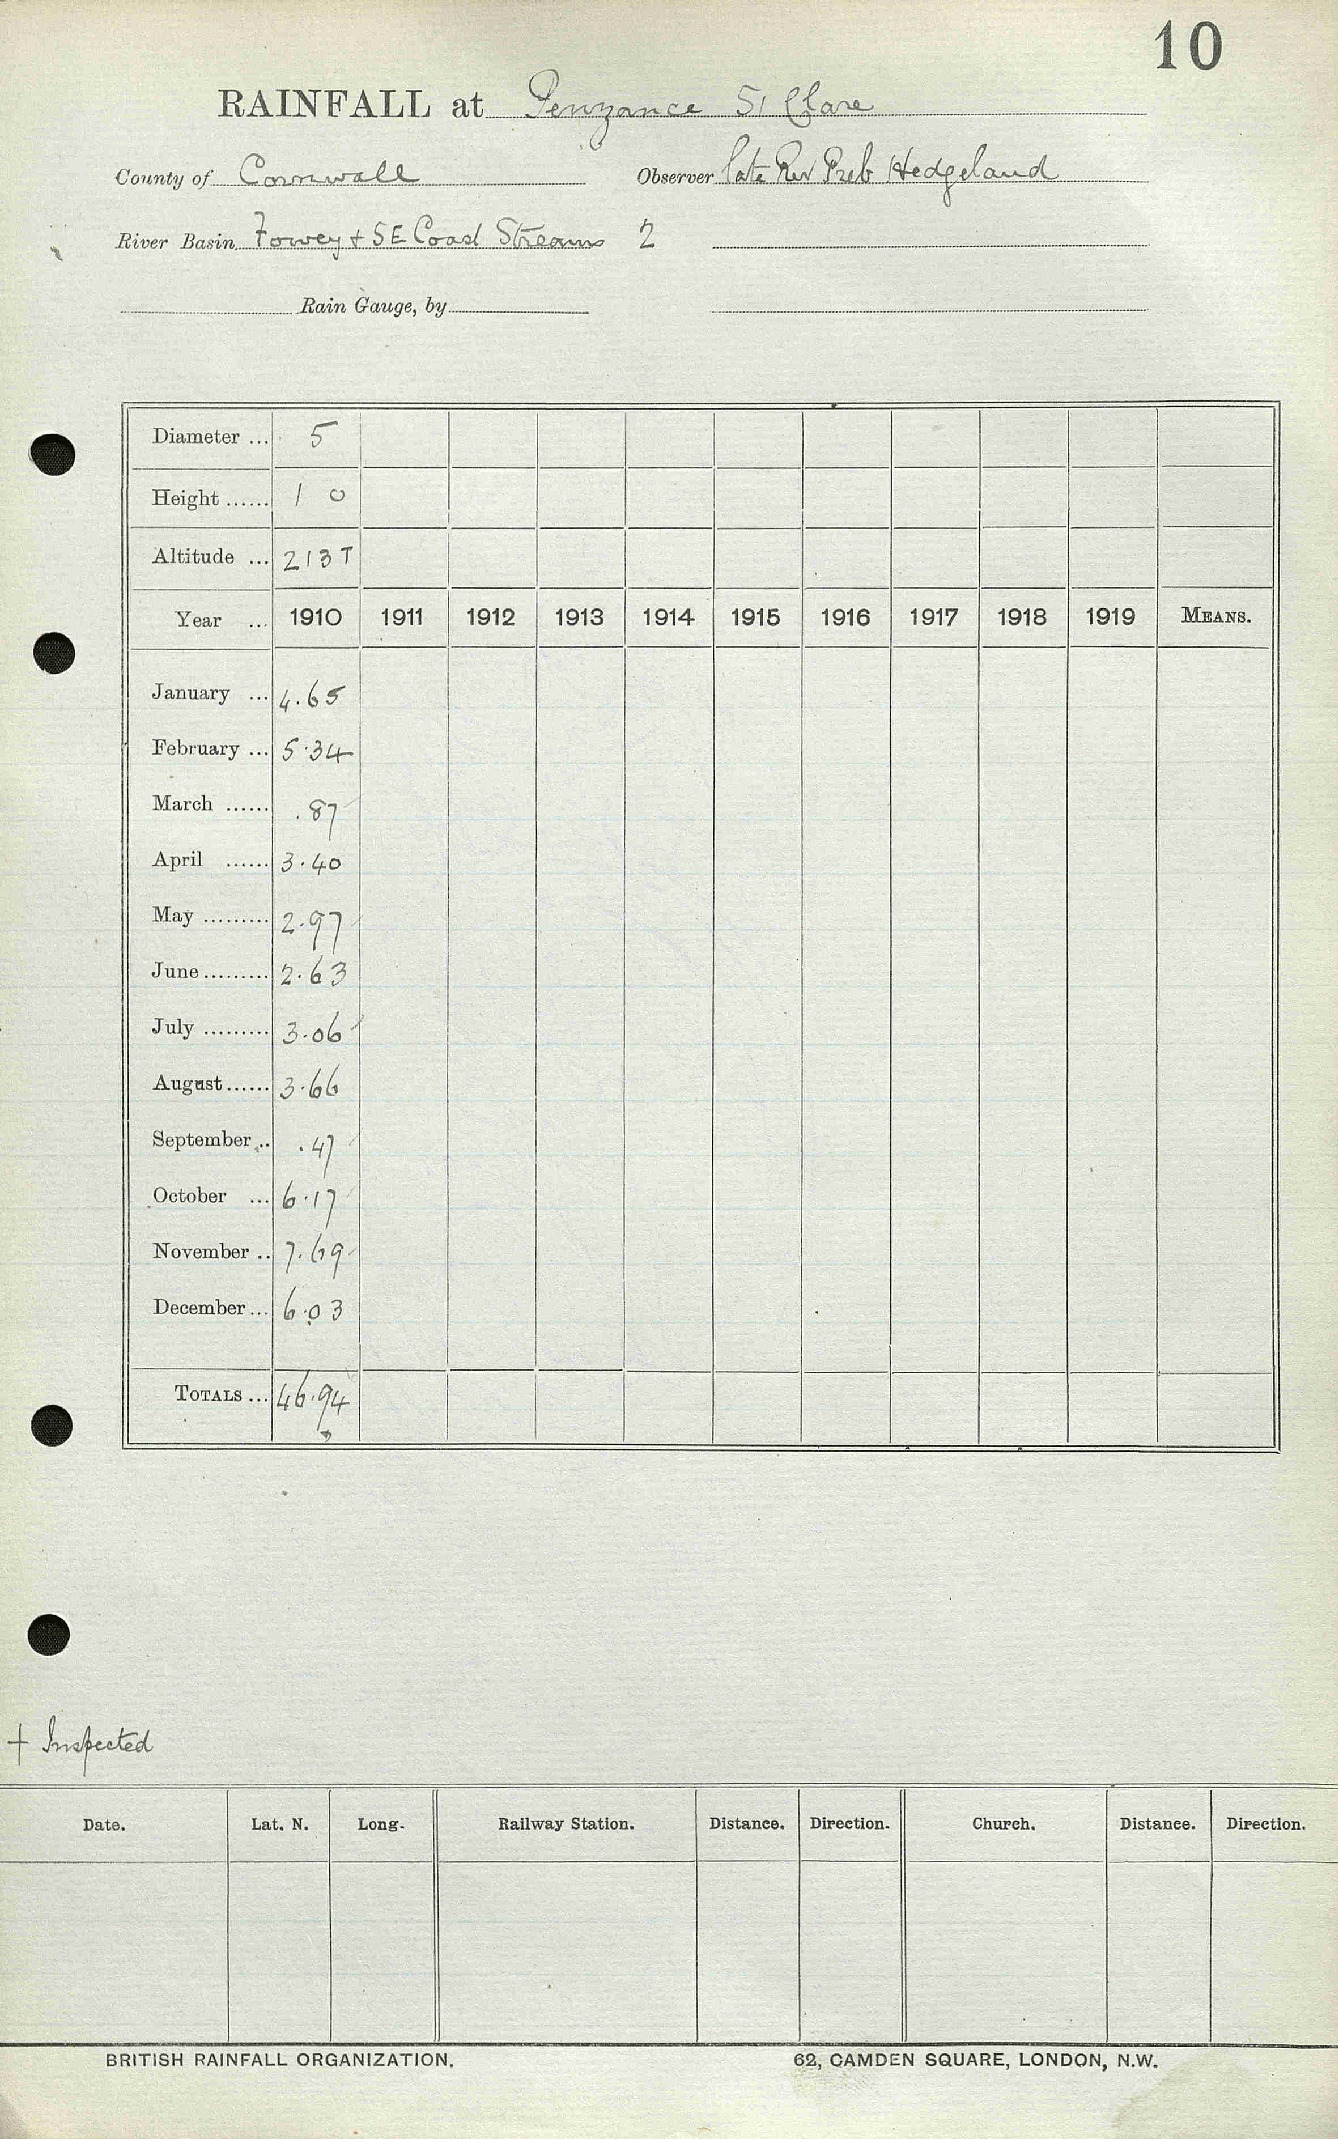 10
RAINFALL at Penzance St Clare
County of Cornwall Observer late Rev Preb Hedgeland
River Basin Fowey + SE Coast Streams 2
Rain Gauge, by
Diameter ... 5
Height ...... 1 0
Altitude ... 213 T
Year ... 1910 1911 1912 1913 1914 1915 1916 1917 1918 1919 MEANS.
January ... 4.65
February ... 5.34
March ...... .87
April ...... 3.40
May ......... 2.97
June ......... 2.63
July ......... 3.06
August ...... 3.66
September .. .47
October ... 6.17
November .. 7.69
December ... 6.03
TOTALS ... 46.94
+ Inspected
Date. Lat. N. Long. Railway Station. Distance. Direction. Church. Distance. Direction.
BRITISH RAINFALL ORGANIZATION. 62, CAMDEN SQUARE, LONDON, N.W.